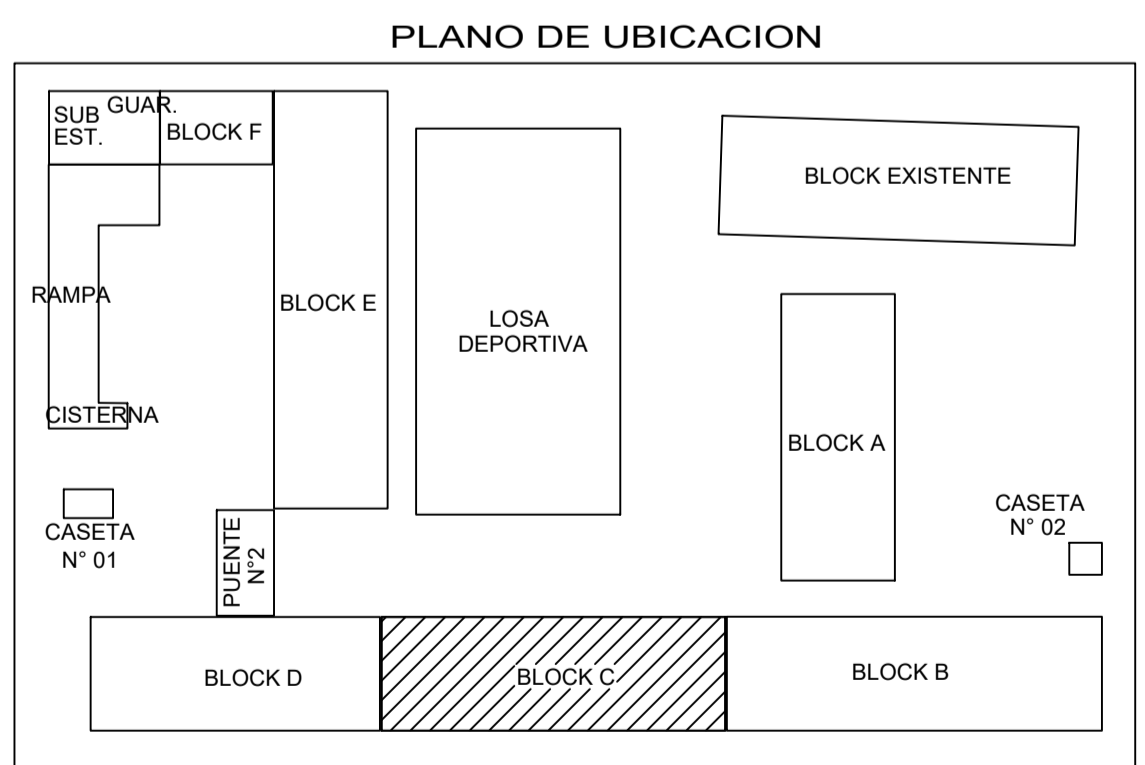 PLANO DE UBICACION
SUB
EST.
GUAR.
BLOCK F
BLOCK EXISTENTE
RAMPA
BLOCK E
LOSA
DEPORTIVA
CISTERNA
BLOCK A
CASETA
N° 01
PUENTE
N°2
CASETA
N° 02
BLOCK D
BLOCK C
BLOCK B